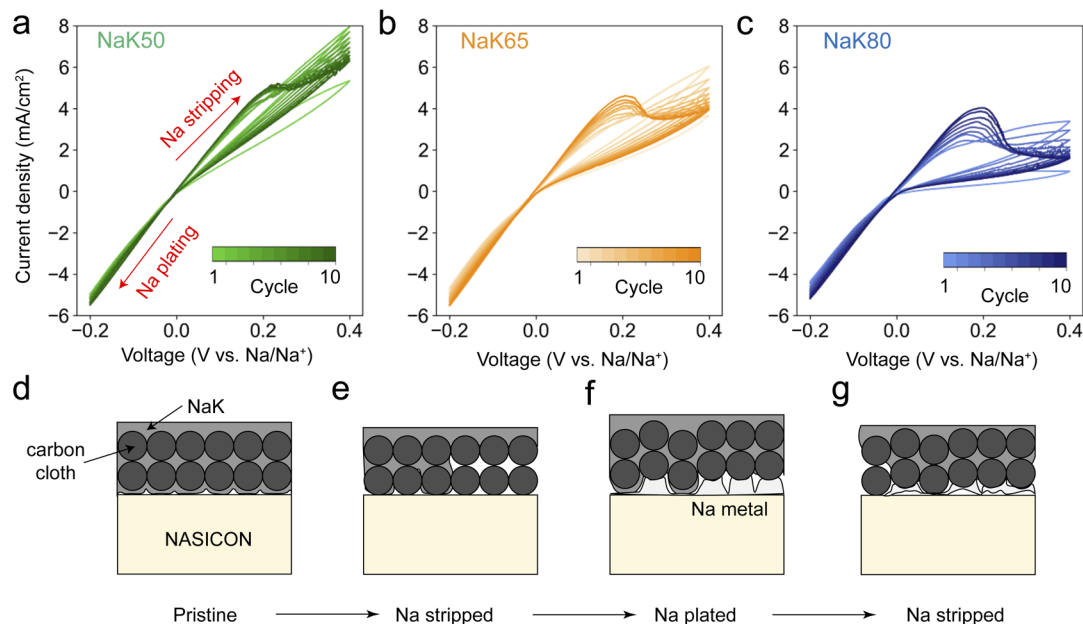 a
NaK50
Na stripping
Na plating
1 10
Cycle
8
6
4
2
0
−2
−4
−6
Current density (mA/cm²)
−0.2 0.0 0.2 0.4
Voltage (V vs. Na/Na⁺)
b
NaK65
1 10
Cycle
8
6
4
2
0
−2
−4
−6
−0.2 0.0 0.2 0.4
Voltage (V vs. Na/Na⁺)
c
NaK80
1 10
Cycle
8
6
4
2
0
−2
−4
−6
−0.2 0.0 0.2 0.4
Voltage (V vs. Na/Na⁺)
d
NaK
carbon
cloth
NASICON
e
f
Na metal
g
Pristine
Na stripped
Na plated
Na stripped